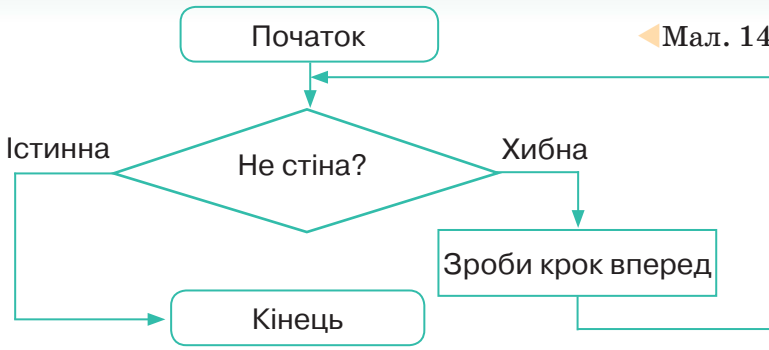 Початок
Мал. 14
Істинна
Не стіна?
Хибна
Зроби крок вперед
Кінець